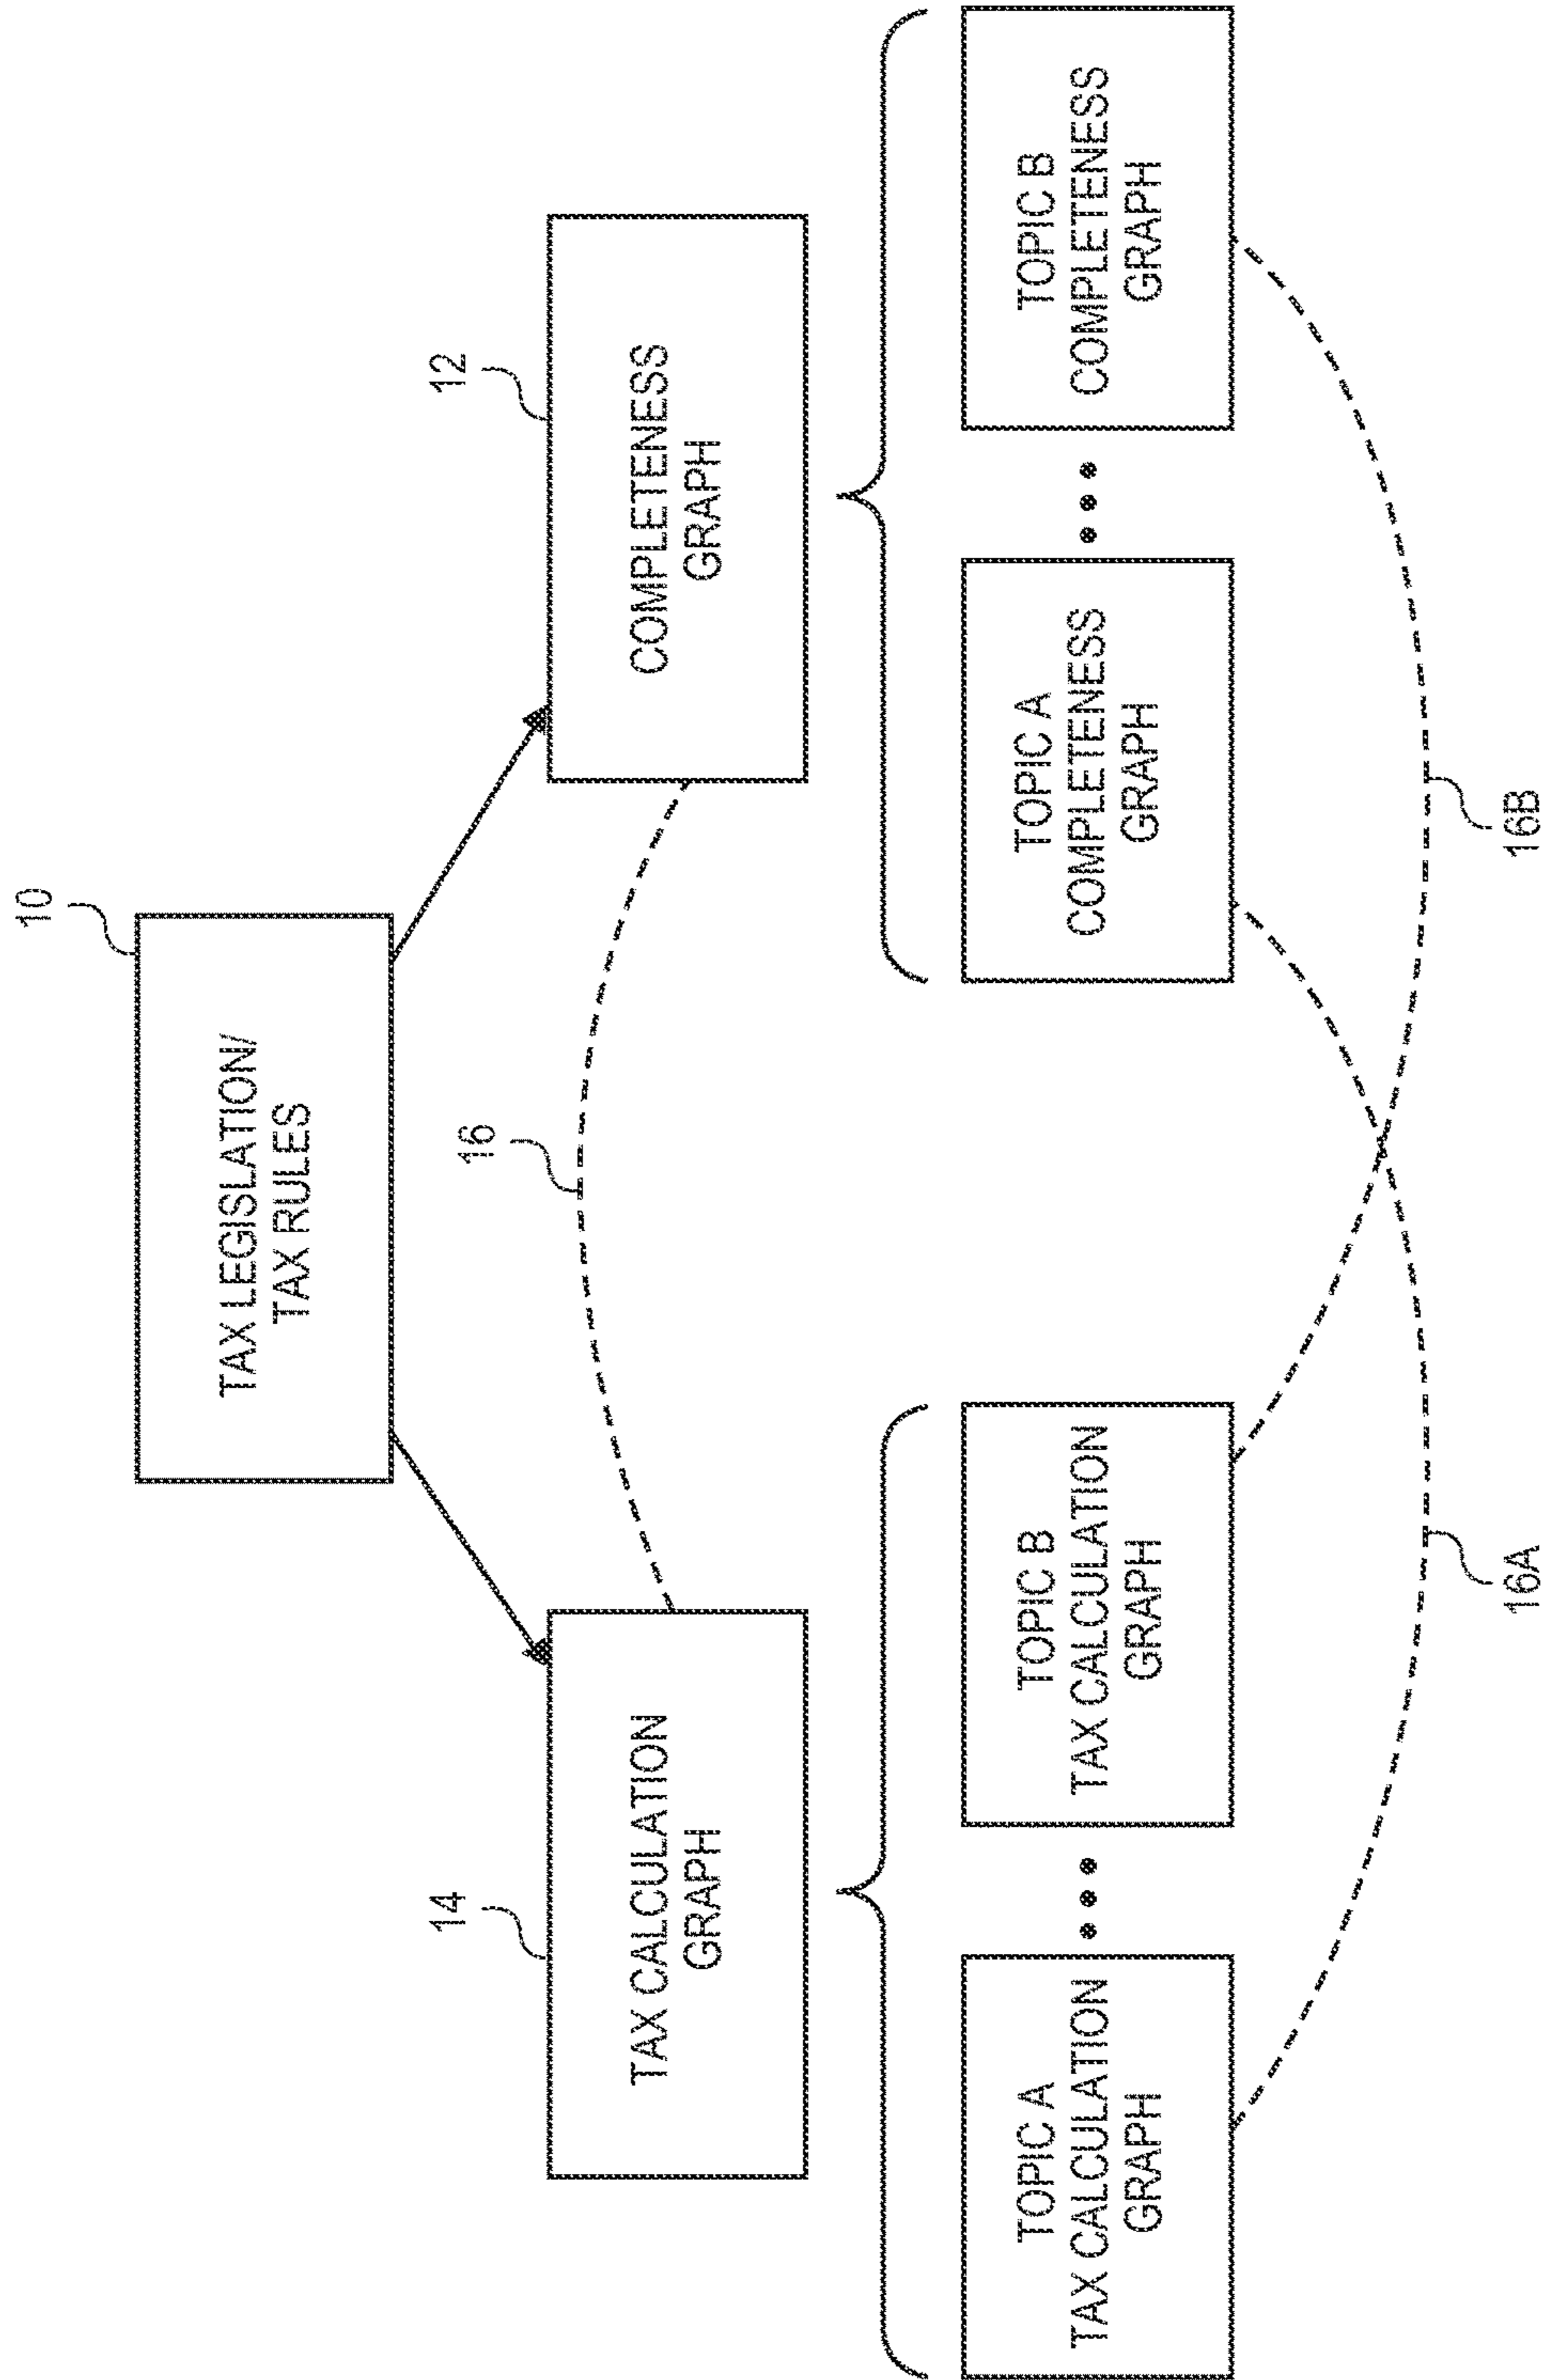 10
TAX LEGISLATION/
TAX RULES
14
TAX CALCULATION
GRAPH
16
12
COMPLETENESS
GRAPH
TOPIC A
TAX CALCULATION
GRAPH
TOPIC B
TAX CALCULATION
GRAPH
TOPIC A
COMPLETENESS
GRAPH
TOPIC B
COMPLETENESS
GRAPH
16A
16B